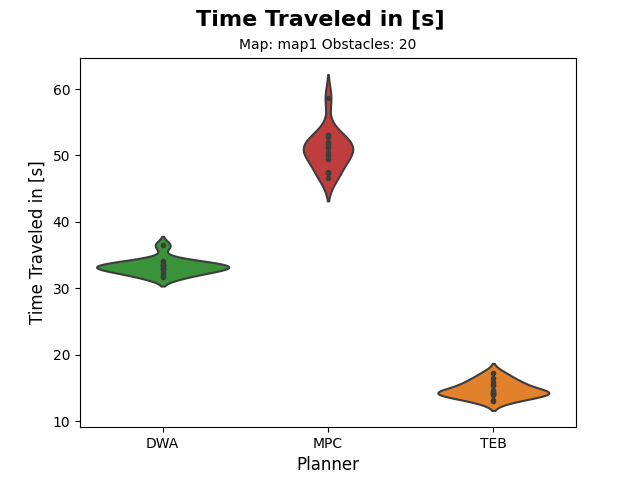 Time Traveled in [s]
Map: map1 Obstacles: 20
Time Traveled in [s]
60
50
40
30
20
10
DWA
MPC
TEB
Planner